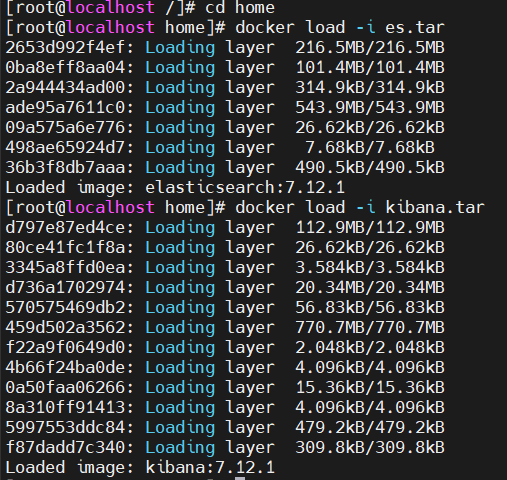 [root@localhost /]# cd home
[root@localhost home]# docker load -i es.tar
2653d992f4ef: Loading layer  216.5MB/216.5MB
0ba8eff8aa04: Loading layer  101.4MB/101.4MB
2a944434ad00: Loading layer  314.9kB/314.9kB
ade95a7611c0: Loading layer  543.9MB/543.9MB
09a575a6e776: Loading layer  26.62kB/26.62kB
498ae65924d7: Loading layer   7.68kB/7.68kB
36b3f8db7aaa: Loading layer  490.5kB/490.5kB
Loaded image: elasticsearch:7.12.1
[root@localhost home]# docker load -i kibana.tar
d797e87ed4ce: Loading layer  112.9MB/112.9MB
80ce41fc1f8a: Loading layer  26.62kB/26.62kB
3345a8ffd0ea: Loading layer  3.584kB/3.584kB
d736a1702974: Loading layer  20.34MB/20.34MB
570575469db2: Loading layer  56.83kB/56.83kB
459d502a3562: Loading layer  770.7MB/770.7MB
f22a9f0649d0: Loading layer  2.048kB/2.048kB
4b66f24ba0de: Loading layer  4.096kB/4.096kB
0a50faa06266: Loading layer  15.36kB/15.36kB
8a310ff91413: Loading layer  4.096kB/4.096kB
5997553ddc84: Loading layer  479.2kB/479.2kB
f87dadd7c340: Loading layer  309.8kB/309.8kB
Loaded image: kibana:7.12.1